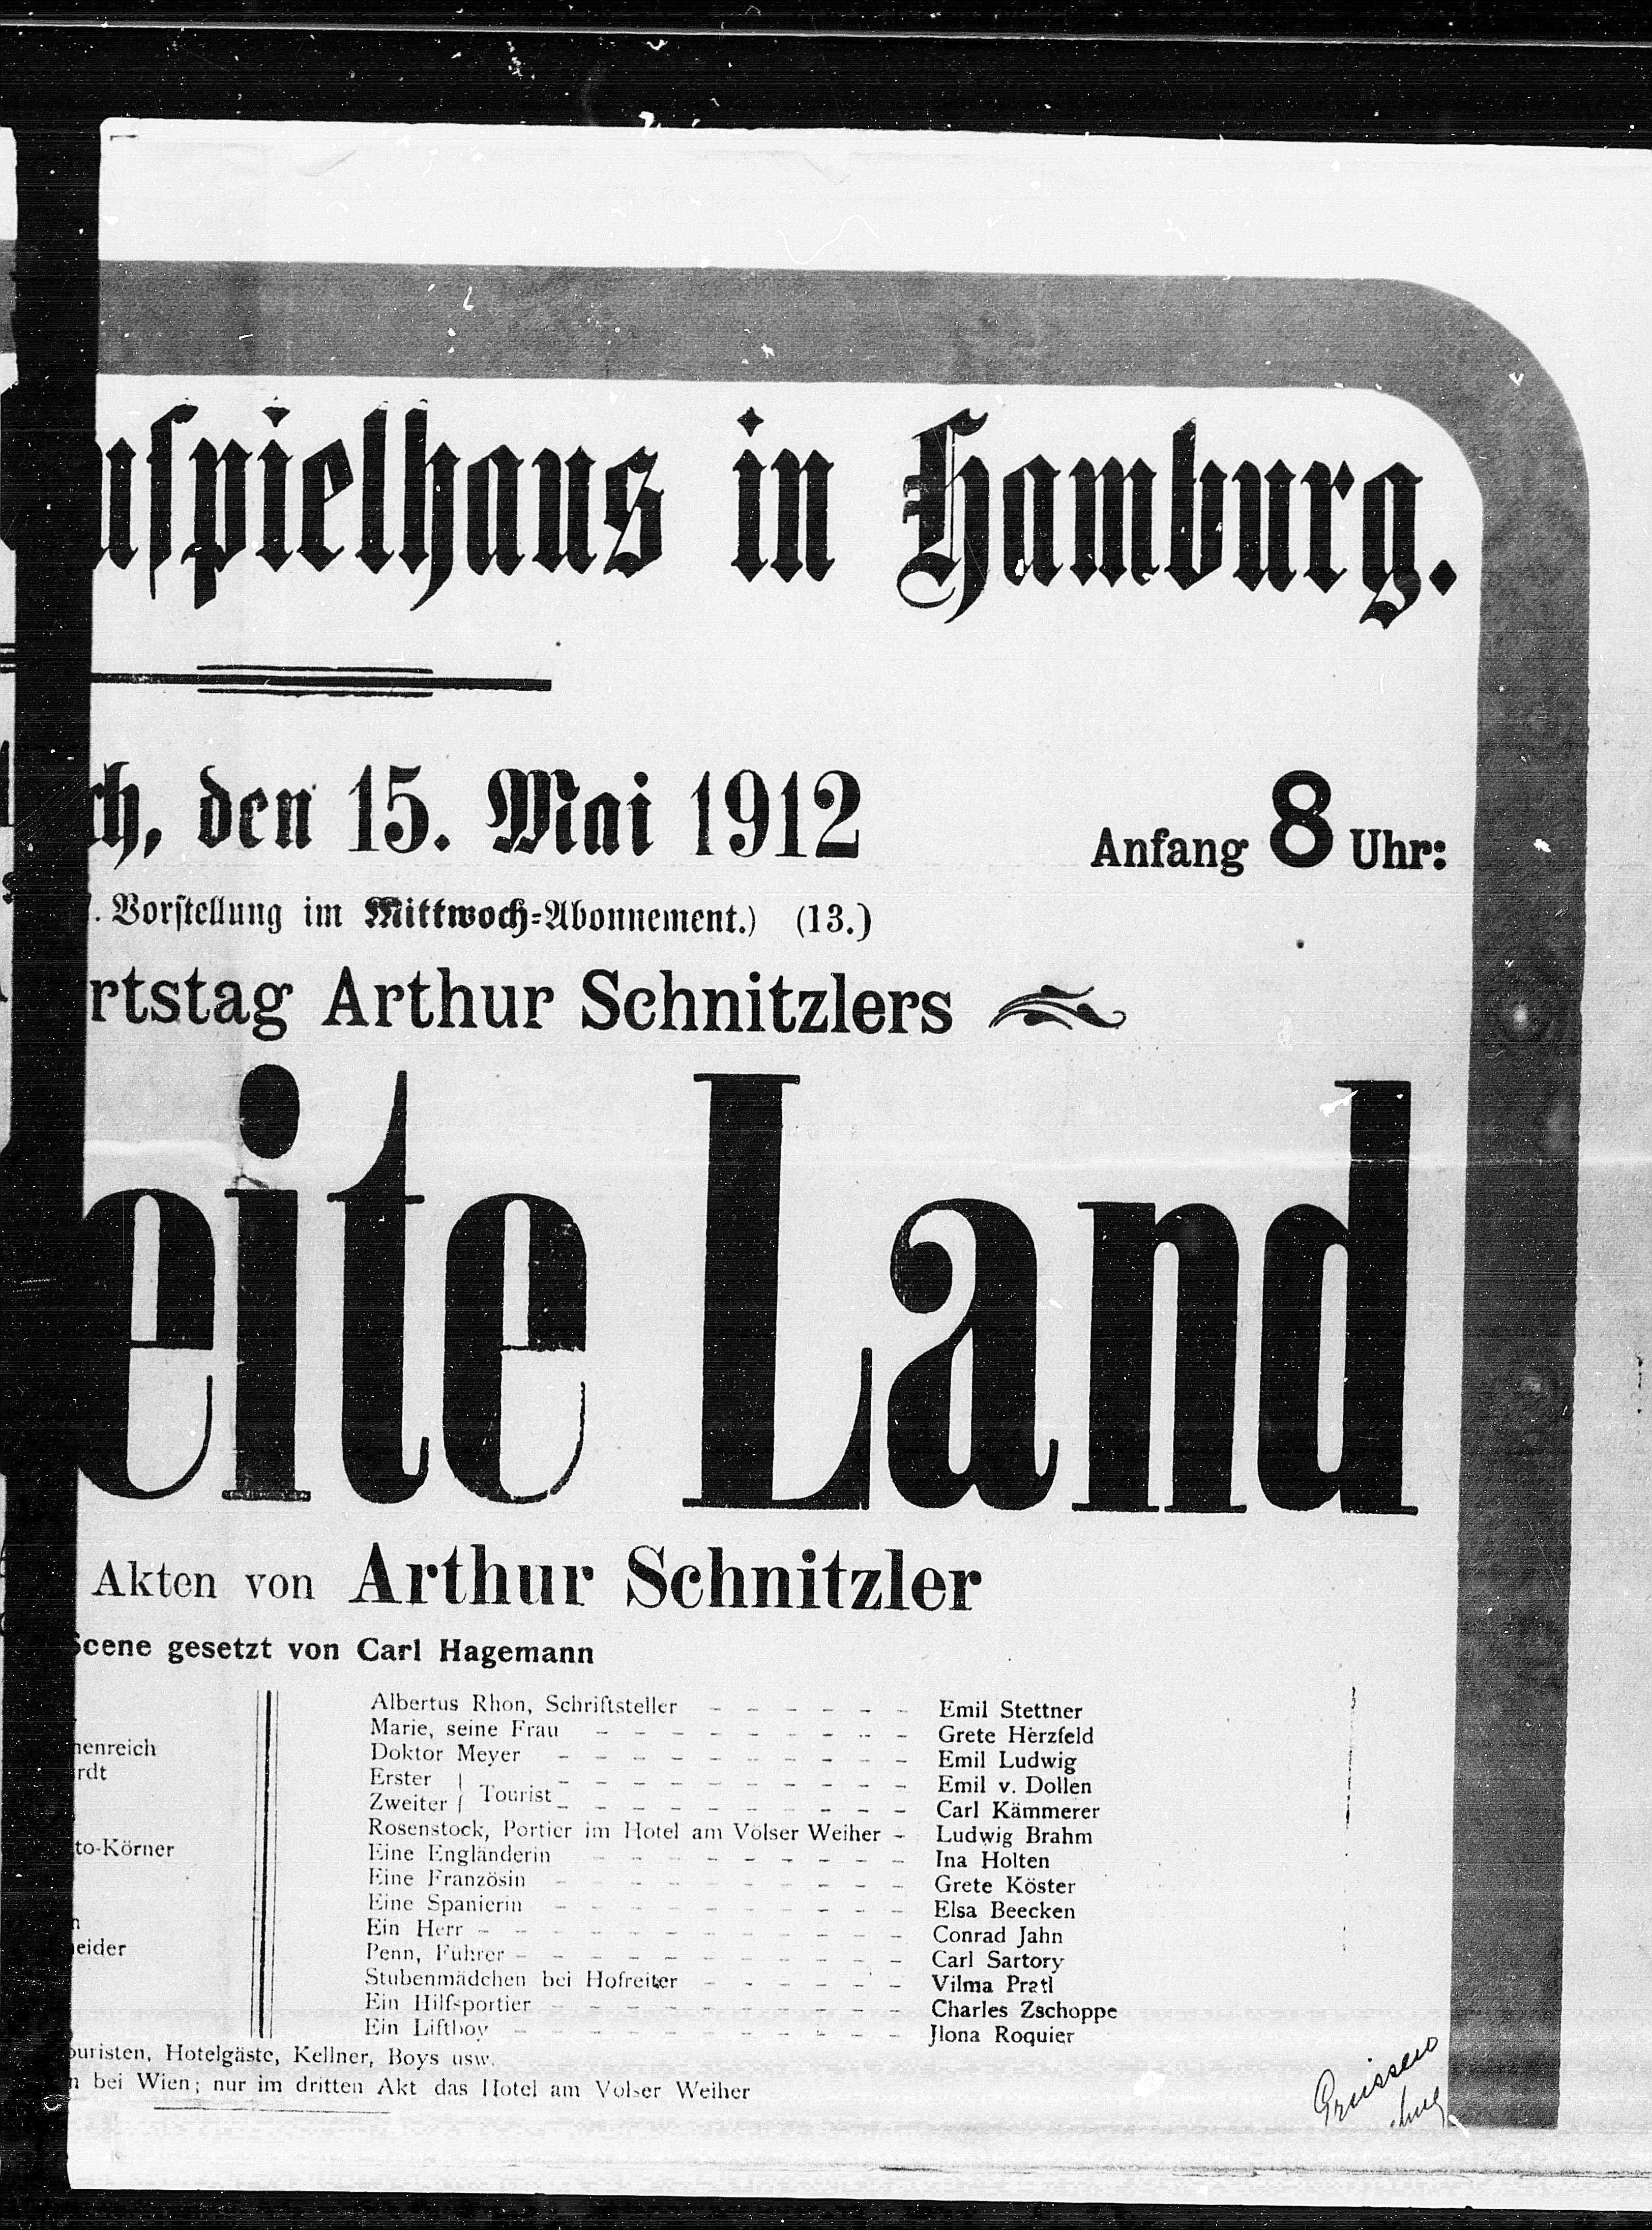 uſpielhaus in Hamburg.
ch, den 15. Mai 1912
Anfang 8 Uhr:
. Vorſtellung im Mittwoch=Abonnement.) (13.)
rtstag Arthur Schnitzlers
eite Land
Akten von Arthur Schnitzler
Scene gesetzt von Carl Hagemann
henreich
rdt
to-Körner
n
eider
Albertus Rhon, Schriftsteller – – – – – – Emil Stettner
Marie, seine Frau – – – – – – – – Grete Herzfeld
Doktor Meyer – – – – – – – – – Emil Ludwig
Erster } Tourist – – – – – – – – – Emil v. Dollen
Zweiter } – – – – – – – – – Carl Kämmerer
Rosenstock, Portier im Hotel am Völser Weiher – Ludwig Brahm
Eine Engländerin – – – – – – – – Ina Holten
Eine Französin – – – – – – – – – Grete Köster
Eine Spanierin – – – – – – – – – Elsa Beecken
Ein Herr – – – – – – – – – – – – Conrad Jahn
Penn, Führer – – – – – – – – – – Carl Sartory
Stubenmädchen bei Hofreiter – – – – – – Vilma Pratl
Ein Hilfsportier – – – – – – – – – Charles Zschoppe
Ein Liftboy – – – – – – – – – – Jlona Roquier
ouristen, Hotelgäste, Kellner, Boys usw.
n bei Wien; nur im dritten Akt das Hotel am Völser Weiher